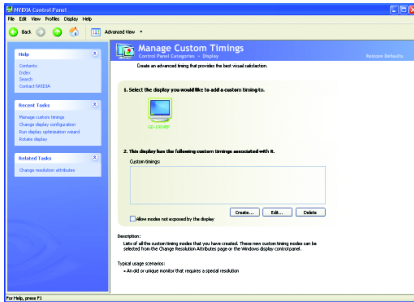 NVIDIA Control Panel
File Edit View Profiles Display Help
Back
Advanced View
Help
Contents
Index
Search
Contact NVIDIA
Recent Tasks
Manage custom timings
Change display configuration
Run display optimization wizard
Rotate display
Related Tasks
Change resolution attributes
Manage Custom Timings
Control Panel Categories - Display
Restore Defaults
Create an advanced timing that provides the best visual satisfaction.
1. Select the display you would like to add a custom timing to.
2. This display has the following custom timings associated with it.
Custom timings:
Create... Edit... Delete
Allow modes not exposed by the display
Description:
Lists of all the custom timing modes that you have created. These new custom timing modes can be
selected from the Change Resolution Attributes page or the Windows display control panel.
Typical usage scenarios:
• An old or unique monitor that requires a special resolution
For Help, press F1